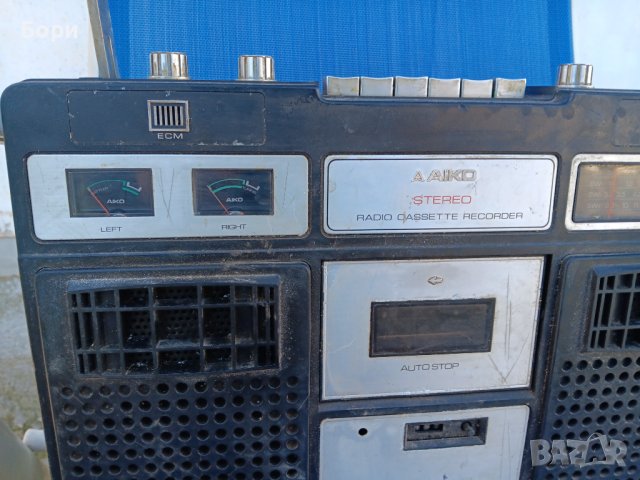 Бори
ECM
AIKO
AIKO
LEFT
RIGHT
AIKO
STEREO
RADIO CASSETTE RECORDER
AUTO STOP
BAZAR